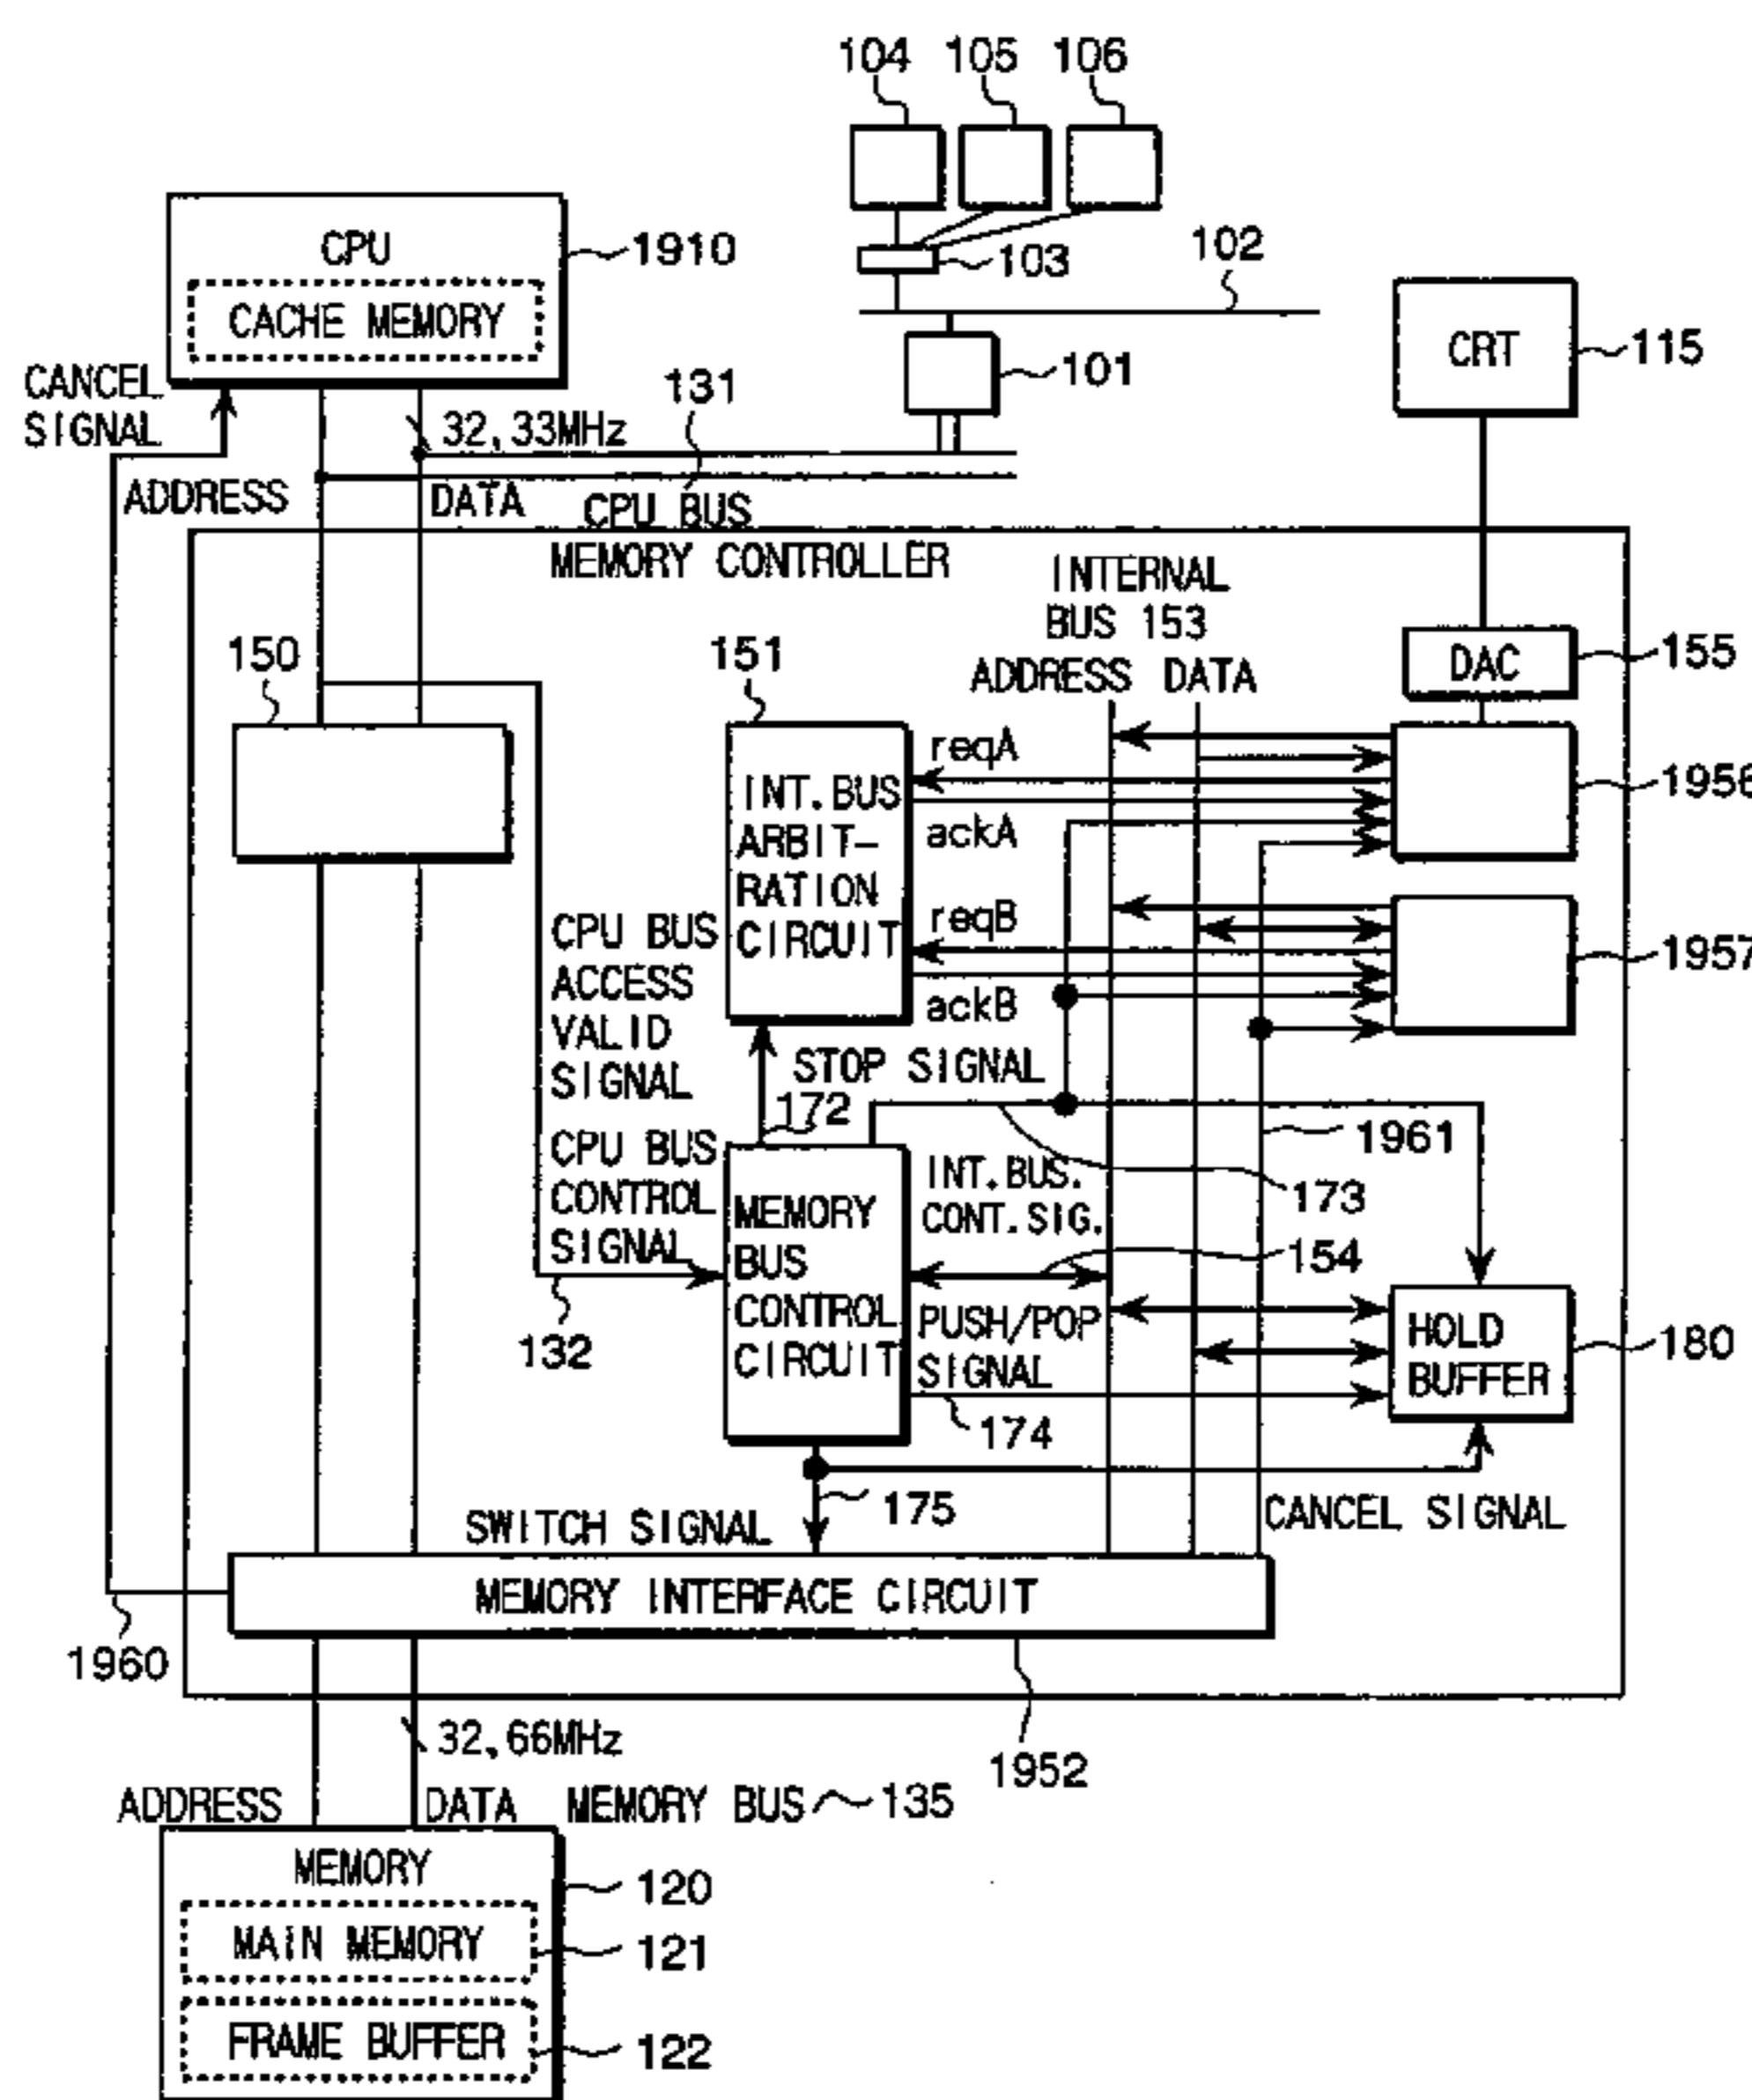 104 105 106
CPU
1910
CACHE MEMORY
103
102
CRT
115
101
CANCEL
SIGNAL
131
32,33MHz
ADDRESS
DATA
CPU BUS
MEMORY CONTROLLER
INTERNAL
BUS 153
ADDRESS DATA
150
151
DAC
155
reqA
INT.BUS
ARBIT-
RATION
CIRCUIT
ackA
1956
reqB
ackB
1957
CPU BUS
ACCESS
VALID
SIGNAL
STOP SIGNAL
172
1961
CPU BUS
CONTROL
SIGNAL
INT.BUS.
CONT.SIG.
173
MEMORY
BUS
CONTROL
CIRCUIT
154
132
PUSH/POP
SIGNAL
174
HOLD
BUFFER
180
175
SWITCH SIGNAL
CANCEL SIGNAL
MEMORY INTERFACE CIRCUIT
1960
32,66MHz
1952
ADDRESS
DATA
MEMORY BUS
135
MEMORY
120
MAIN MEMORY
121
FRAME BUFFER
122